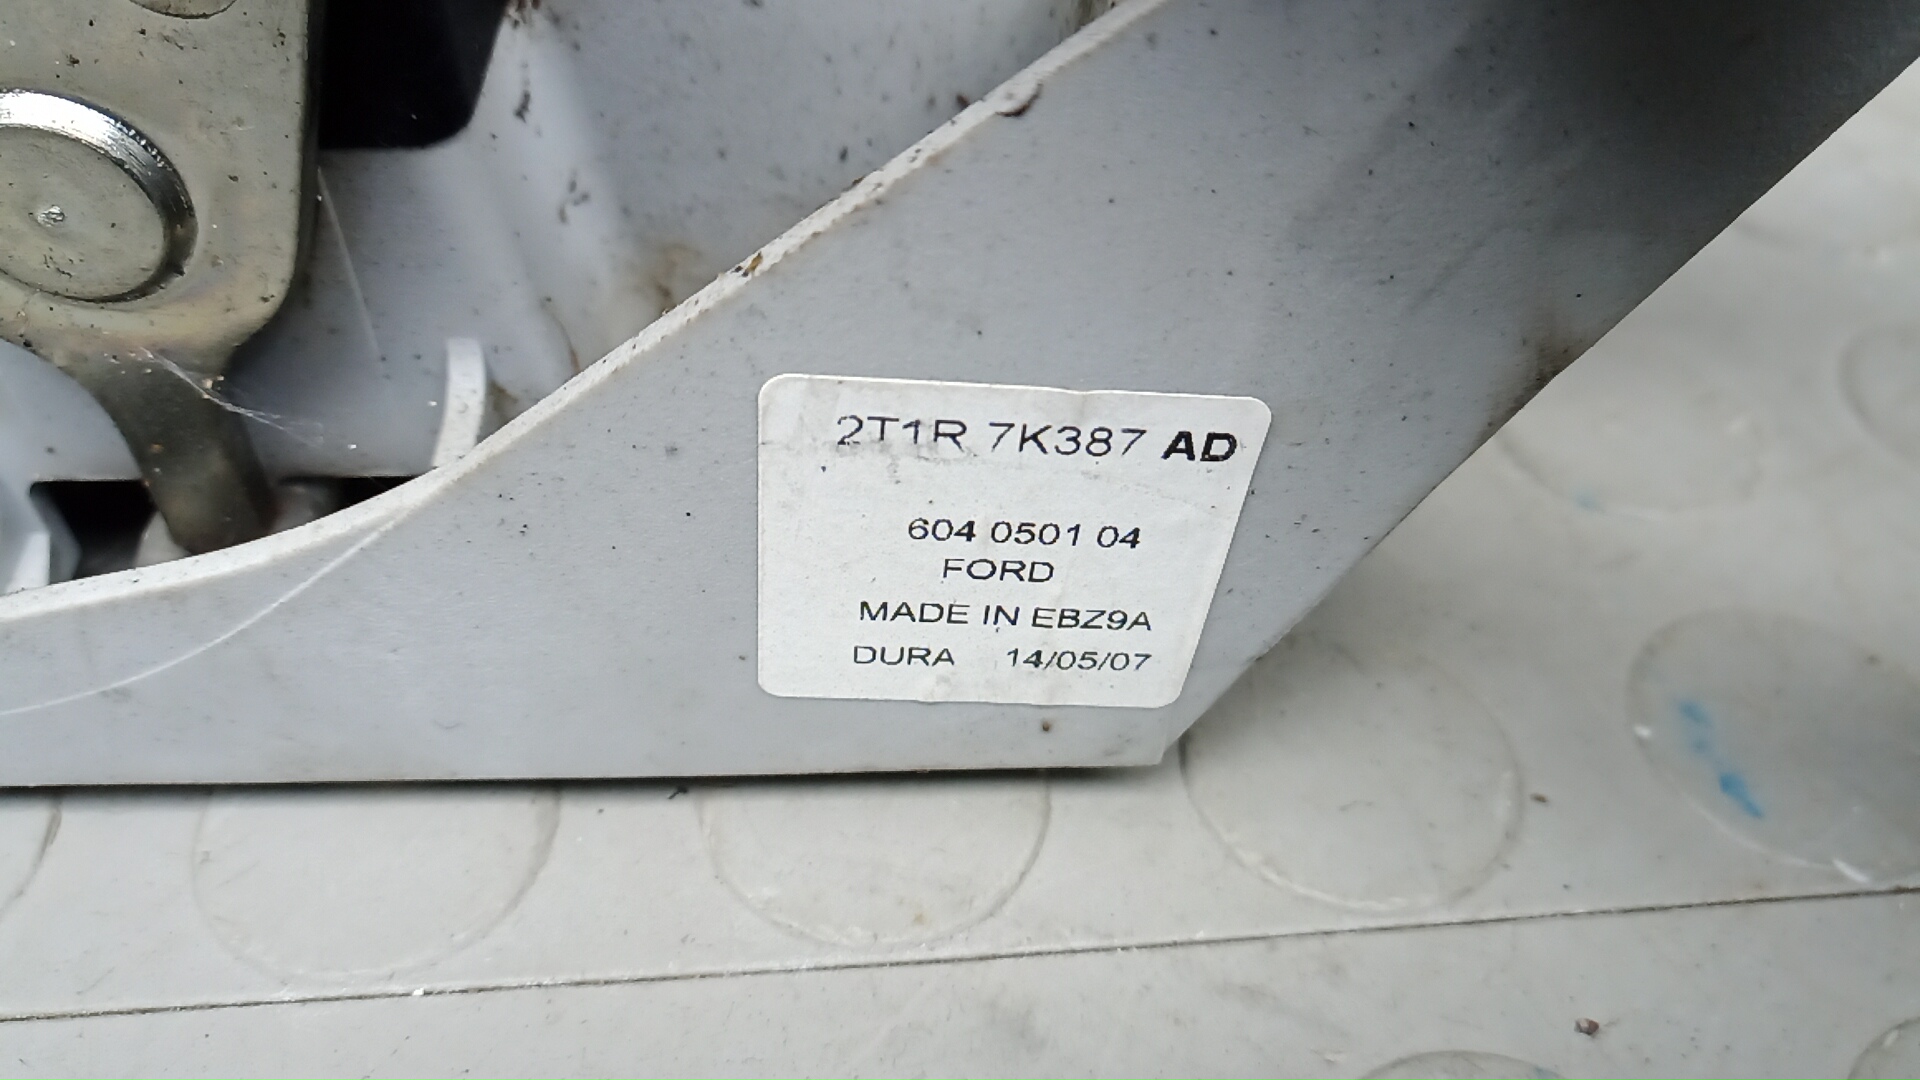 2T1R 7K387 AD
604 0501 04
FORD
MADE IN EBZ9A
DURA 14/05/07